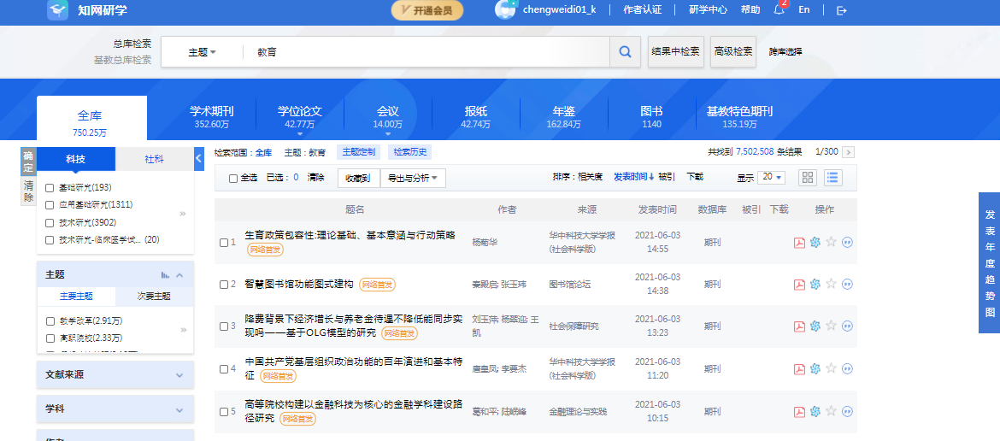 知网研学
开通会员
chengweidi01_k
作者认证
研学中心
帮助
2
En
总库检索
基教总库检索
主题
教育
结果中检索
高级检索
跨库选择
全库
750.25万
学术期刊
352.60万
学位论文
42.77万
会议
14.00万
报纸
42.74万
年鉴
162.84万
图书
1140
基教特色期刊
135.19万
确定
清除
科技
社科
基础研究(193)
应用基础研究(1311)
技术研究(3902)
技术研究-临床医学试... (20)
主题
主要主题
次要主题
教学改革(2.91万)
高职院校(2.33万)
文献来源
学科
检索范围：全库 主题：教育 主题定制 检索历史
共找到 7,502,508 条结果 1/300
全选 已选：0 清除 收藏到 导出与分析
排序：相关度 发表时间↓ 被引 下载 显示 20
题名 作者 来源 发表时间 数据库 被引 下载 操作
1 生育政策包容性:理论基础、基本意涵与行动策略
网络首发
杨菊华
华中科技大学学报
(社会科学版)
2021-06-03
14:55
期刊
2 智慧图书馆功能图式建构 网络首发
秦殿启; 张玉玮
图书馆论坛
2021-06-03
14:38
期刊
3 降费背景下经济增长与养老金待遇不降低能同步实
现吗——基于OLG模型的研究 网络首发
刘玉萍; 杨翠迎; 王
凯
社会保障研究
2021-06-03
13:23
期刊
4 中国共产党基层组织政治功能的百年演进和基本特
征 网络首发
唐皇凤; 李要杰
华中科技大学学报
(社会科学版)
2021-06-03
11:20
期刊
5 高等院校构建以金融科技为核心的金融学科建设路
径研究 网络首发
葛和平; 陆岷峰
金融理论与实践
2021-06-03
10:15
期刊
发表年度趋势图